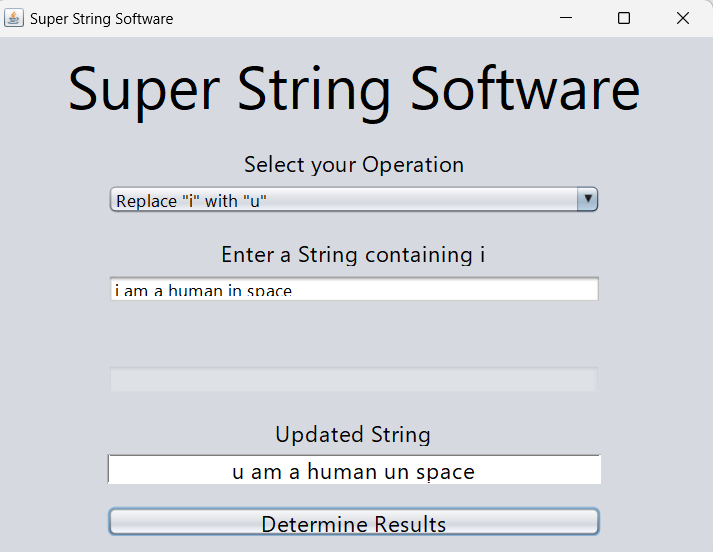 Super String Software
Super String Software
Select your Operation
Replace "i" with "u"
Enter a String containing i
i am a human in space
Updated String
u am a human un space
Determine Results